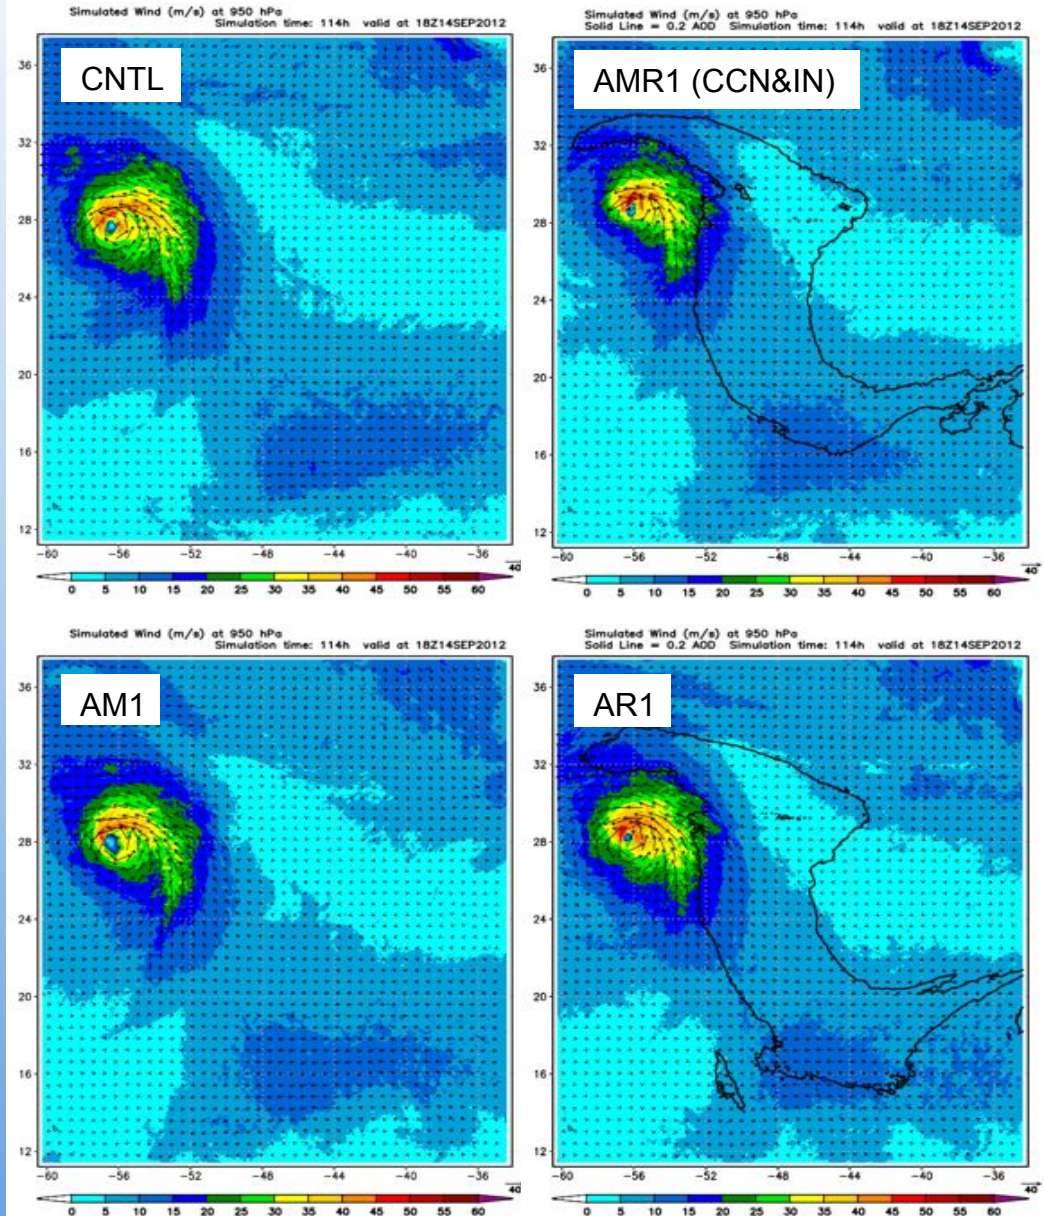 Simulated Wind (m/s) at 950 hPa
Simulation time: 114h valid at 18Z14SEP2012
CNTL
36
32
28
24
20
16
12
-60 -56 -52 -48 -44 -40 -36
40
0 5 10 15 20 25 30 35 40 45 50 55 60
Simulated Wind (m/s) at 950 hPa
Solid Line = 0.2 AOD Simulation time: 114h valid at 18Z14SEP2012
AMR1 (CCN&IN)
36
32
28
24
20
16
12
-60 -56 -52 -48 -44 -40 -36
40
0 5 10 15 20 25 30 35 40 45 50 55 60
Simulated Wind (m/s) at 950 hPa
Simulation time: 114h valid at 18Z14SEP2012
AM1
36
32
28
24
20
16
12
-60 -56 -52 -48 -44 -40 -36
40
0 5 10 15 20 25 30 35 40 45 50 55 60
Simulated Wind (m/s) at 950 hPa
Solid Line = 0.2 AOD Simulation time: 114h valid at 18Z14SEP2012
AR1
36
32
28
24
20
16
12
-60 -56 -52 -48 -44 -40 -36
40
0 5 10 15 20 25 30 35 40 45 50 55 60